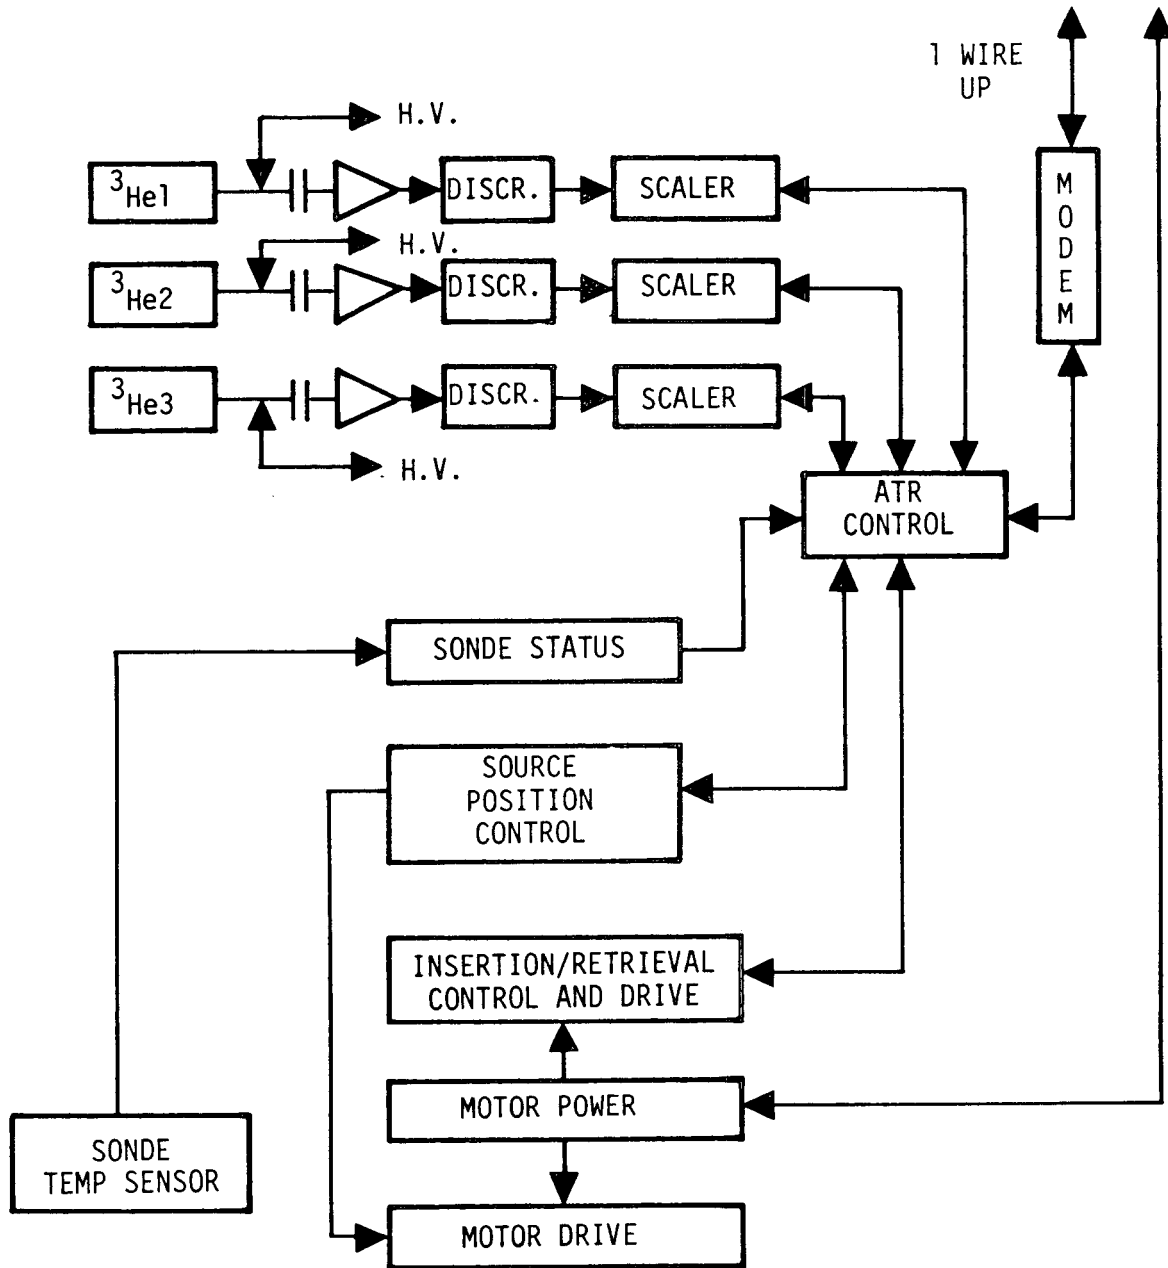 1 WIRE
UP
H.V.
³He1
DISCR.
SCALER
H.V.
³He2
DISCR.
SCALER
³He3
DISCR.
SCALER
H.V.
MODEM
ATR
CONTROL
SONDE STATUS
SOURCE
POSITION
CONTROL
INSERTION/RETRIEVAL
CONTROL AND DRIVE
MOTOR POWER
SONDE
TEMP SENSOR
MOTOR DRIVE